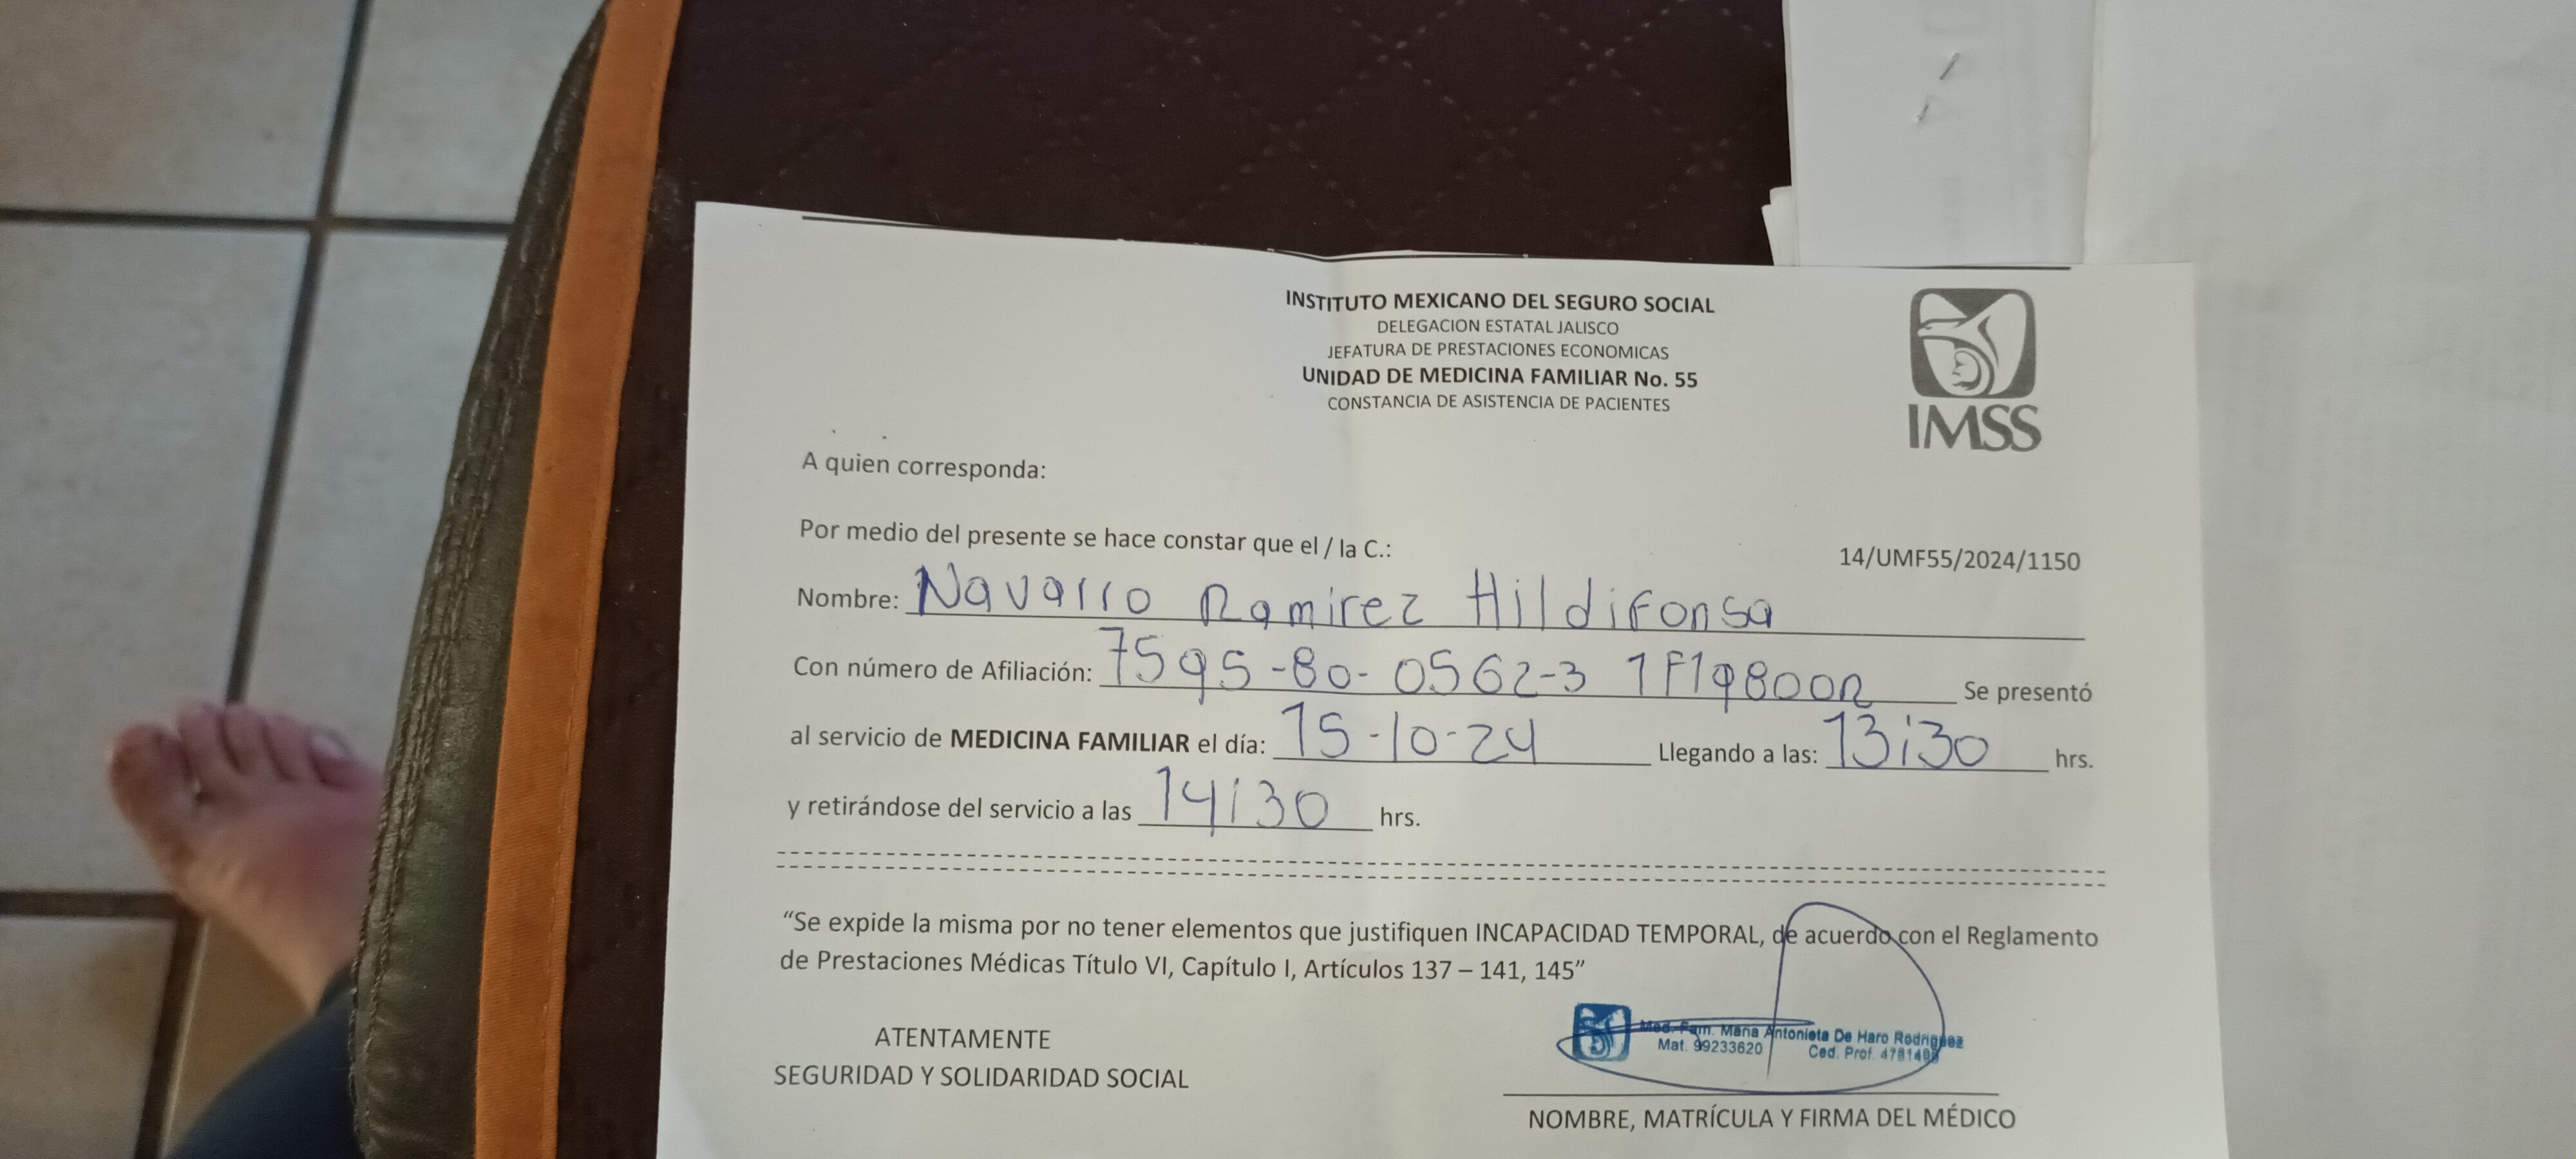 INSTITUTO MEXICANO DEL SEGURO SOCIAL
DELEGACION ESTATAL JALISCO
JEFATURA DE PRESTACIONES ECONOMICAS
UNIDAD DE MEDICINA FAMILIAR No. 55
CONSTANCIA DE ASISTENCIA DE PACIENTES
IMSS
A quien corresponda:
Por medio del presente se hace constar que el / la C.:
14/UMF55/2024/1150
Nombre: Navarro Ramirez Hildifonsa
Con número de Afiliación: 7595-80-0562-3 1F1980OR Se presentó
al servicio de MEDICINA FAMILIAR el día: 15-10-24 Llegando a las: 13:30 hrs.
y retirándose del servicio a las 14:30 hrs.
“Se expide la misma por no tener elementos que justifiquen INCAPACIDAD TEMPORAL, de acuerdo con el Reglamento
de Prestaciones Médicas Título VI, Capítulo I, Artículos 137 – 141, 145”
ATENTAMENTE
SEGURIDAD Y SOLIDARIDAD SOCIAL
Med. Fam. Maria Antonieta De Haro Rodriguez
Mat. 99233620 Ced. Prof.
NOMBRE, MATRÍCULA Y FIRMA DEL MÉDICO